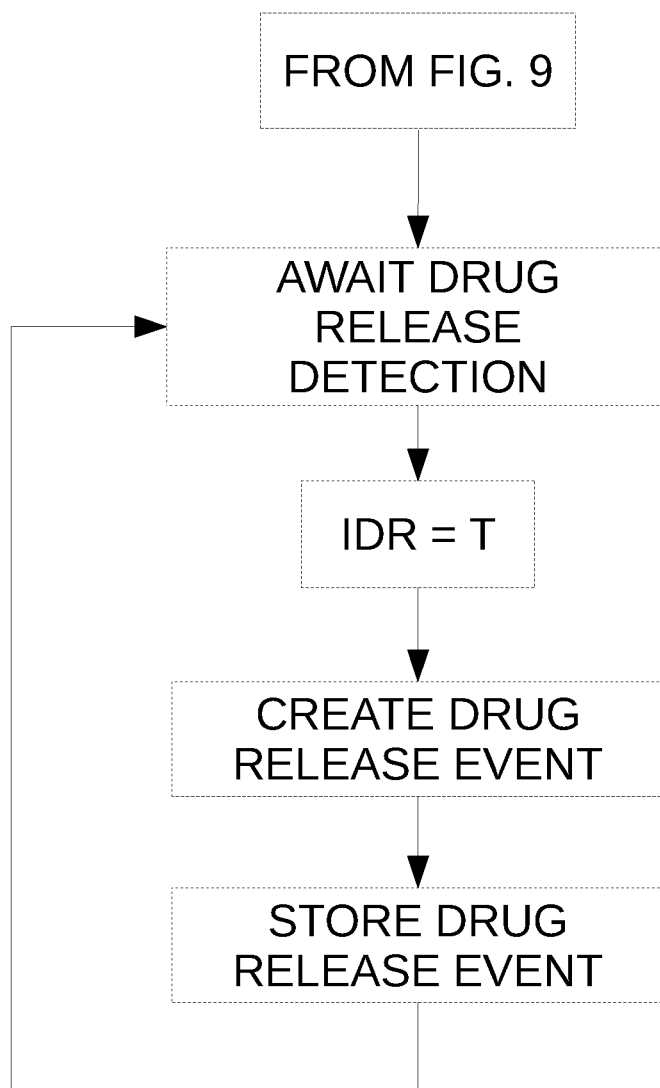 FROM FIG. 9
AWAIT DRUG
RELEASE
DETECTION
IDR = T
CREATE DRUG
RELEASE EVENT
STORE DRUG
RELEASE EVENT